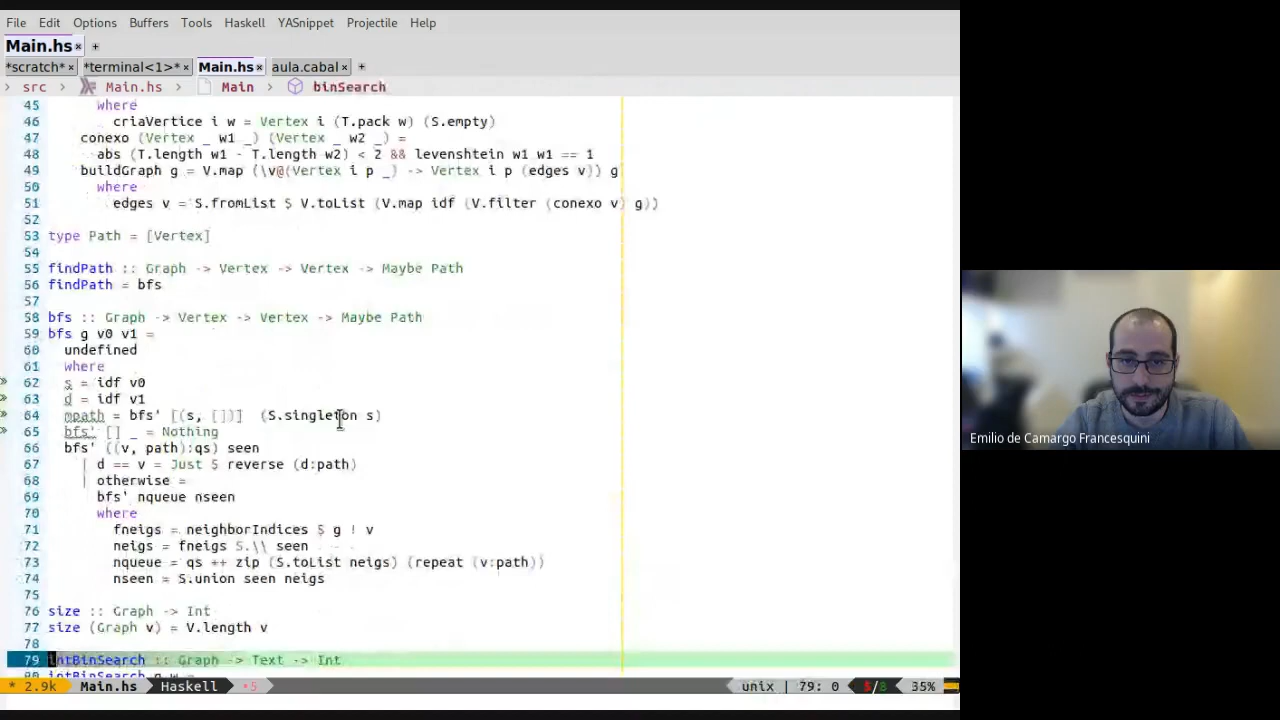 File Edit Options Buffers Tools Haskell YASnippet Projectile Help
Main.hs × +
*scratch* × *terminal<1>* × Main.hs × aula.cabal × +
> src > Main.hs > Main > binSearch
45 where
46 criaVertice i w = Vertex i (T.pack w) (S.empty)
47 conexo (Vertex _ w1 _) (Vertex _ w2 _) =
48 abs (T.length w1 - T.length w2) < 2 && levenshtein w1 w1 == 1
49 buildGraph g = V.map (\v@(Vertex i p _) -> Vertex i p (edges v)) g
50 where
51 edges v = S.fromList $ V.toList (V.map idf (V.filter (conexo v) g))
52
53 type Path = [Vertex]
54
55 findPath :: Graph -> Vertex -> Vertex -> Maybe Path
56 findPath = bfs
57
58 bfs :: Graph -> Vertex -> Vertex -> Maybe Path
59 bfs g v0 v1 =
60 undefined
61 where
62 s = idf v0
63 d = idf v1
64 mpath = bfs' [(s, [])] (S.singleton s)
65 bfs' [] _ = Nothing
66 bfs' ((v, path):qs) seen
67 | d == v = Just $ reverse (d:path)
68 | otherwise =
69 bfs' nqueue nseen
70 where
71 fneigs = neighborIndices $ g ! v
72 neigs = fneigs S.\\ seen
73 nqueue = qs ++ zip (S.toList neigs) (repeat (v:path))
74 nseen = S.union seen neigs
75
76 size :: Graph -> Int
77 size (Graph v) = V.length v
78
79 intBinSearch :: Graph -> Text -> Int
80 intBinSearch g w =
* 2.9k Main.hs Haskell •5 unix | 79: 0 5/8 35%
Emilio de Camargo Francesquini